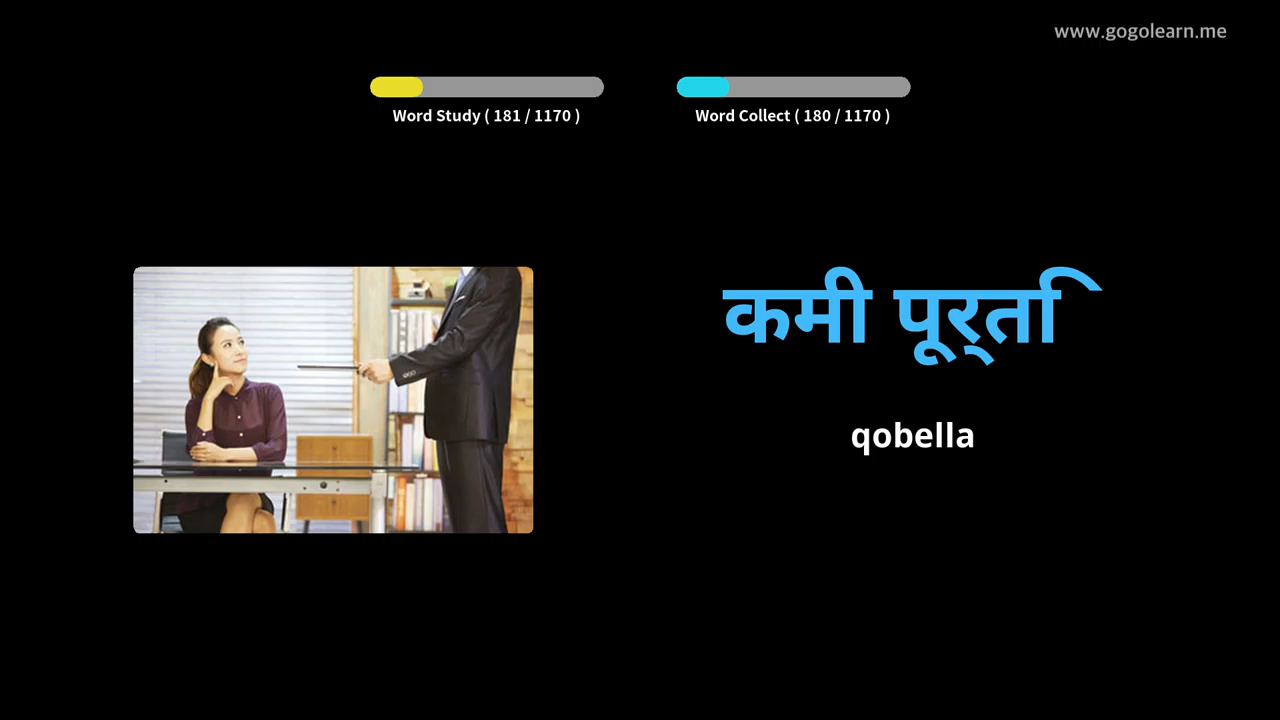 www.gogolearn.me
Word Study ( 181 / 1170 )
Word Collect ( 180 / 1170 )
कमी पूर्ति
qobella